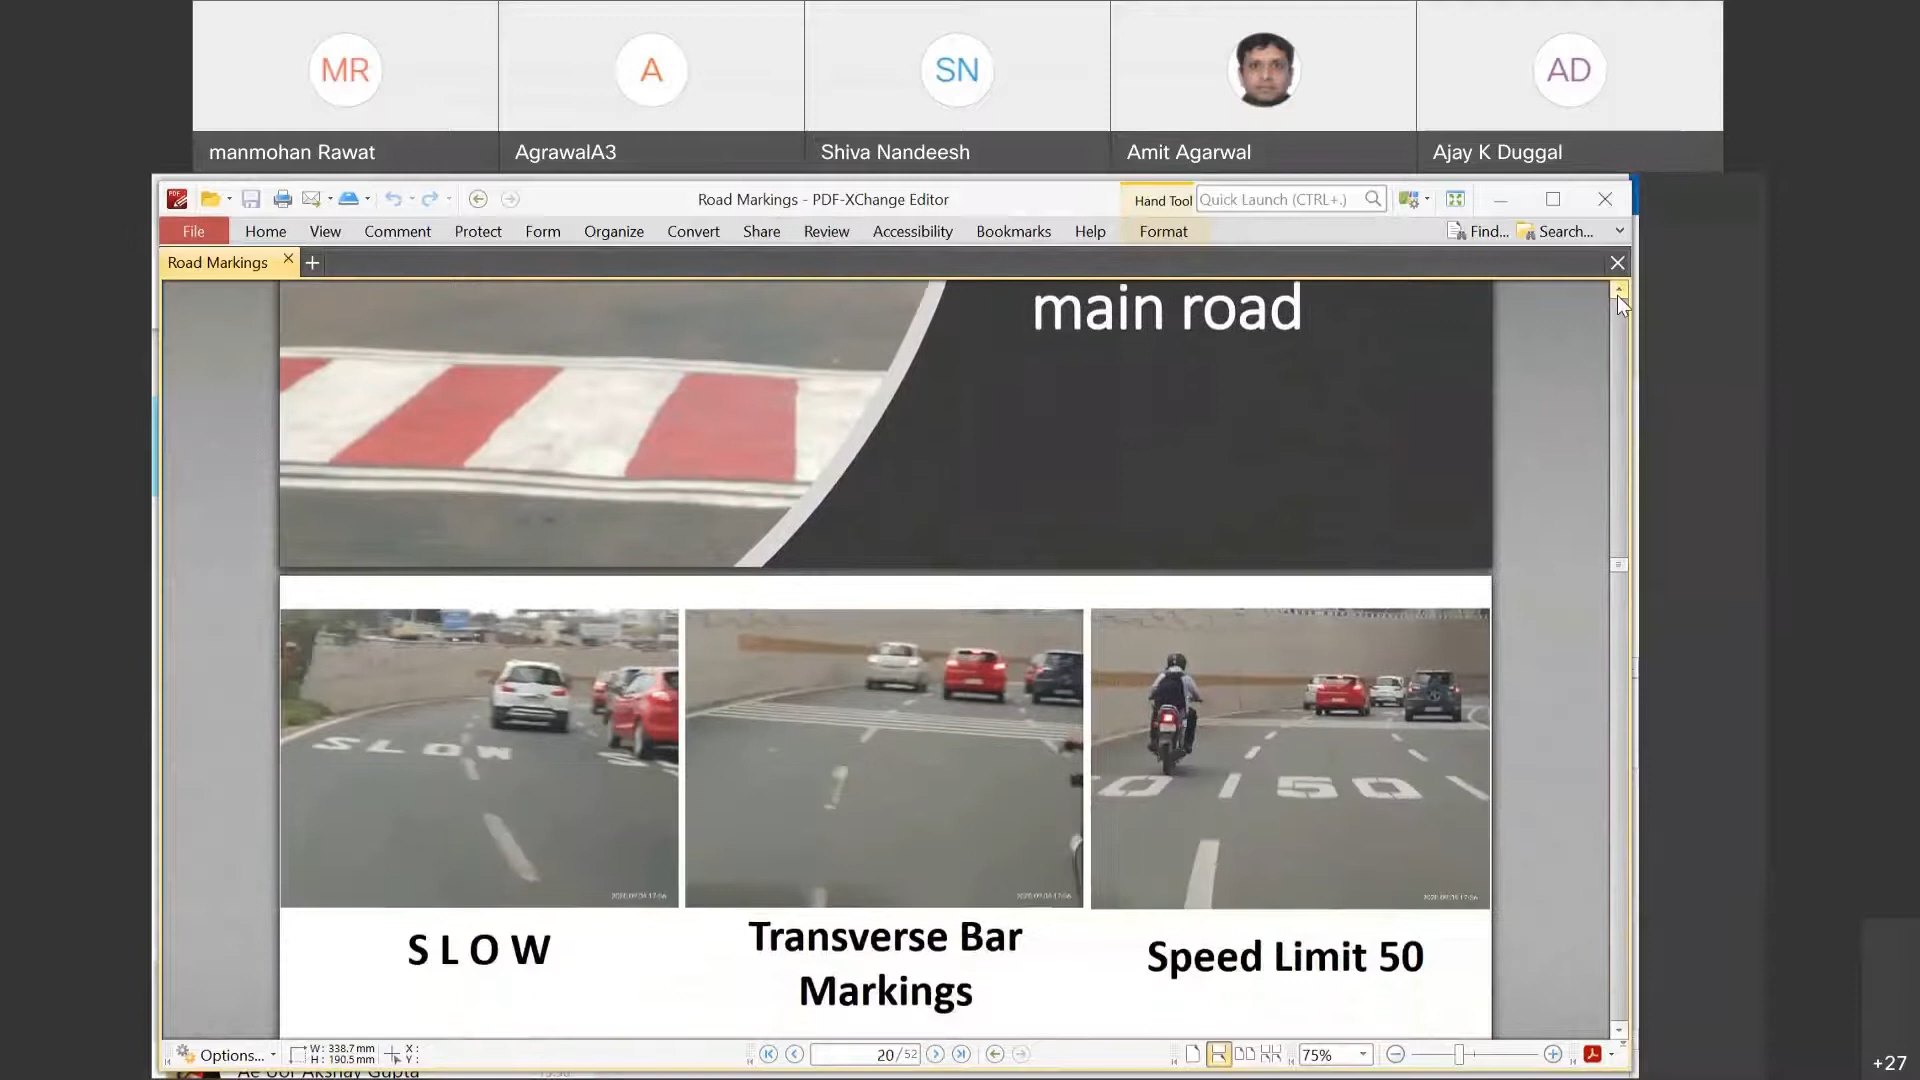 MR
A
SN
AD
manmohan Rawat
AgrawalA3
Shiva Nandeesh
Amit Agarwal
Ajay K Duggal
Road Markings - PDF-XChange Editor
Hand Tool
Quick Launch (CTRL+.)
File
Home
View
Comment
Protect
Form
Organize
Convert
Share
Review
Accessibility
Bookmarks
Help
Format
Find...
Search...
Road Markings
main road
SLOW
50
S L O W
Transverse Bar
Markings
Speed Limit 50
Options...
W: 338.7 mm
H: 190.5 mm
X:
Y:
20 / 52
75%
+27